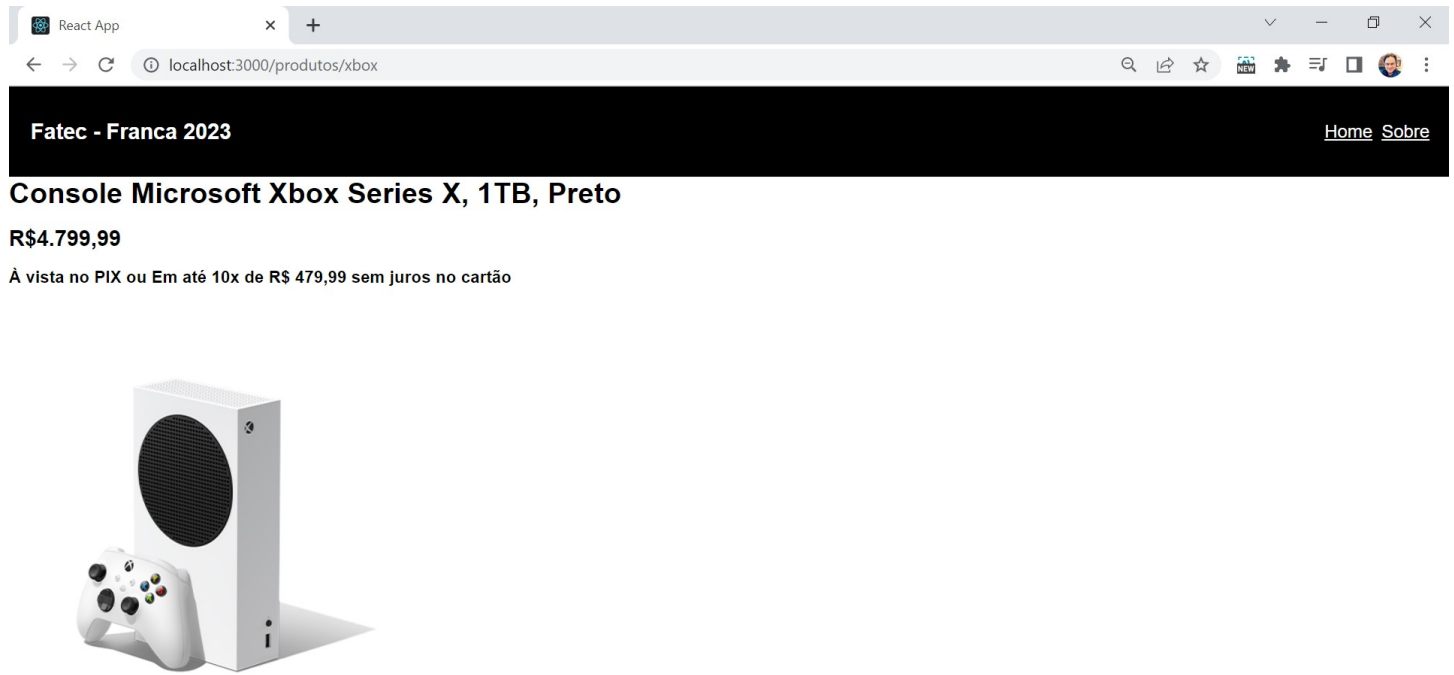 React App
localhost:3000/produtos/xbox
NEW
Fatec - Franca 2023
Home Sobre
Console Microsoft Xbox Series X, 1TB, Preto
R$4.799,99
À vista no PIX ou Em até 10x de R$ 479,99 sem juros no cartão